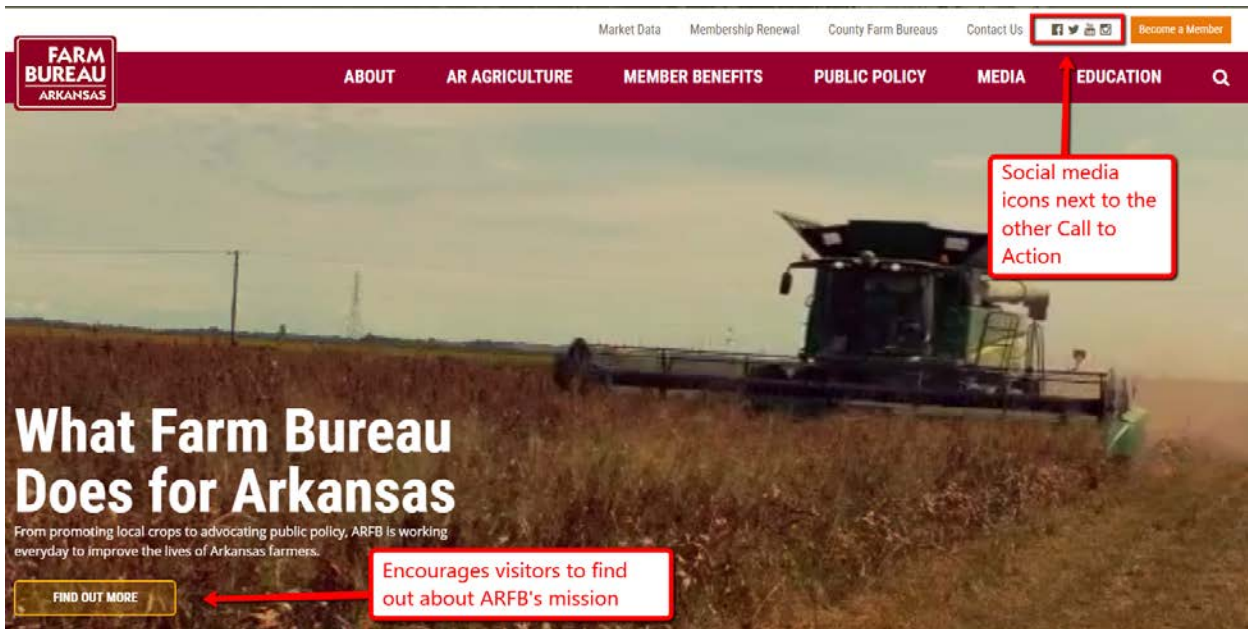 Market Data Membership Renewal County Farm Bureaus Contact Us Become a Member
FARM
BUREAU
ARKANSAS
ABOUT AR AGRICULTURE MEMBER BENEFITS PUBLIC POLICY MEDIA EDUCATION
Social media
icons next to the
other Call to
Action
What Farm Bureau
Does for Arkansas
From promoting local crops to advocating public policy, ARFB is working
everyday to improve the lives of Arkansas farmers.
FIND OUT MORE
Encourages visitors to find
out about ARFB's mission